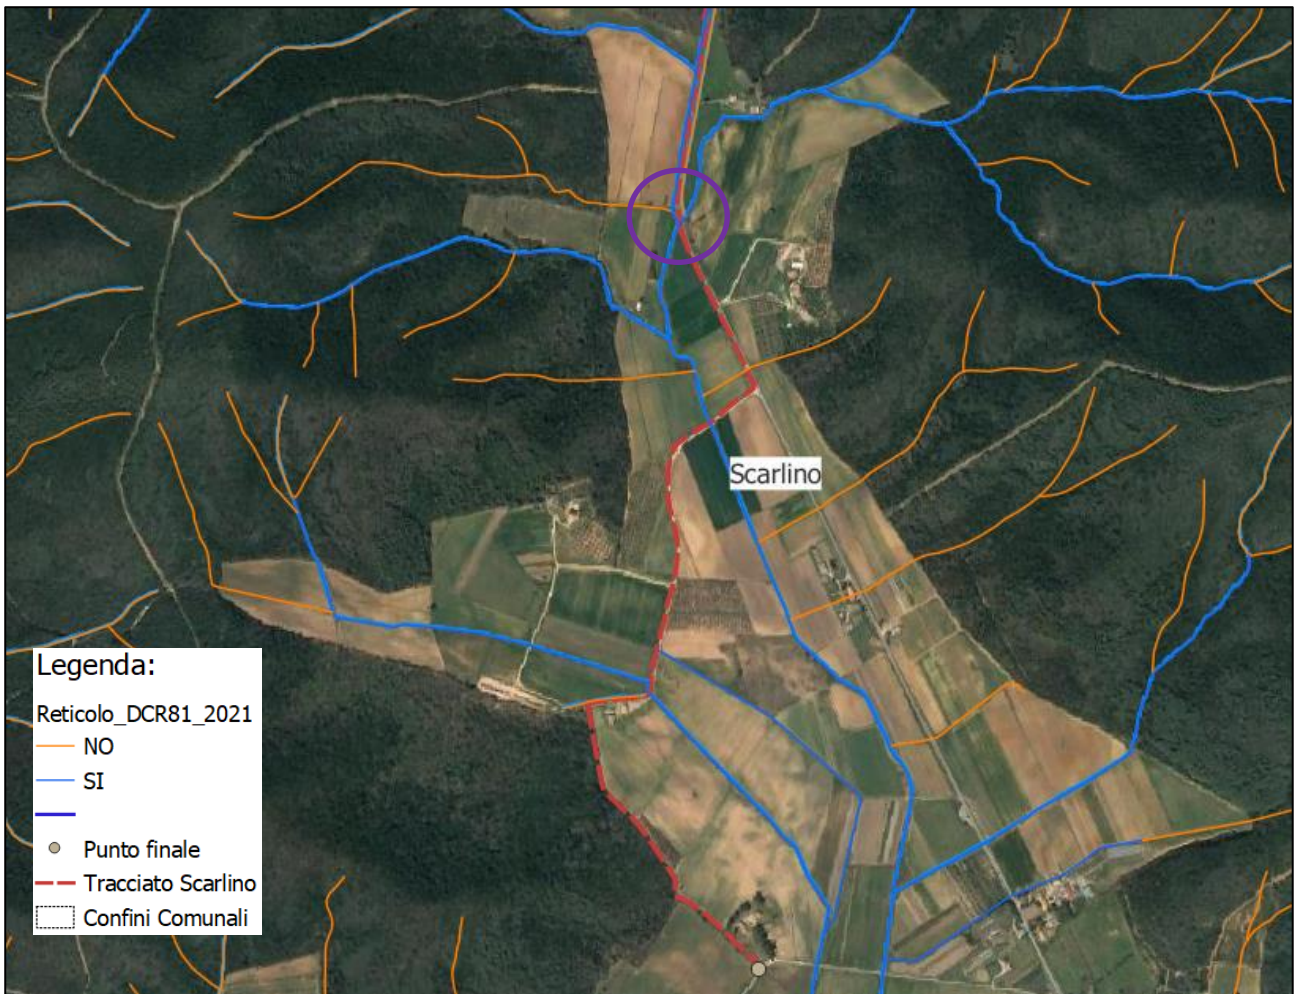 Scarlino
Legenda:
Reticolo_DCR81_2021
NO
SI
Punto finale
Tracciato Scarlino
Confini Comunali